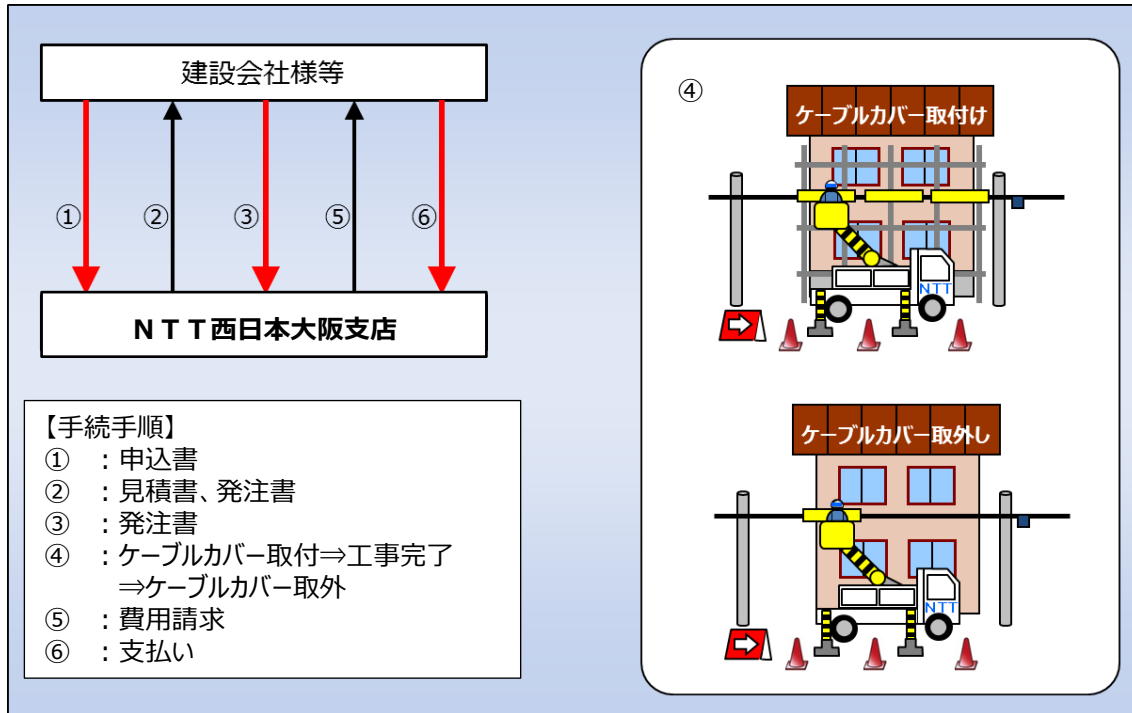 建設会社様等
①
②
③
⑤
⑥
NTT西日本大阪支店
【手続手順】
① ：申込書
② ：見積書、発注書
③ ：発注書
④ ：ケーブルカバー取付⇒工事完了
⇒ケーブルカバー取外
⑤ ：費用請求
⑥ ：支払い
④
ケーブルカバー取付け
NTT
ケーブルカバー取外し
NTT